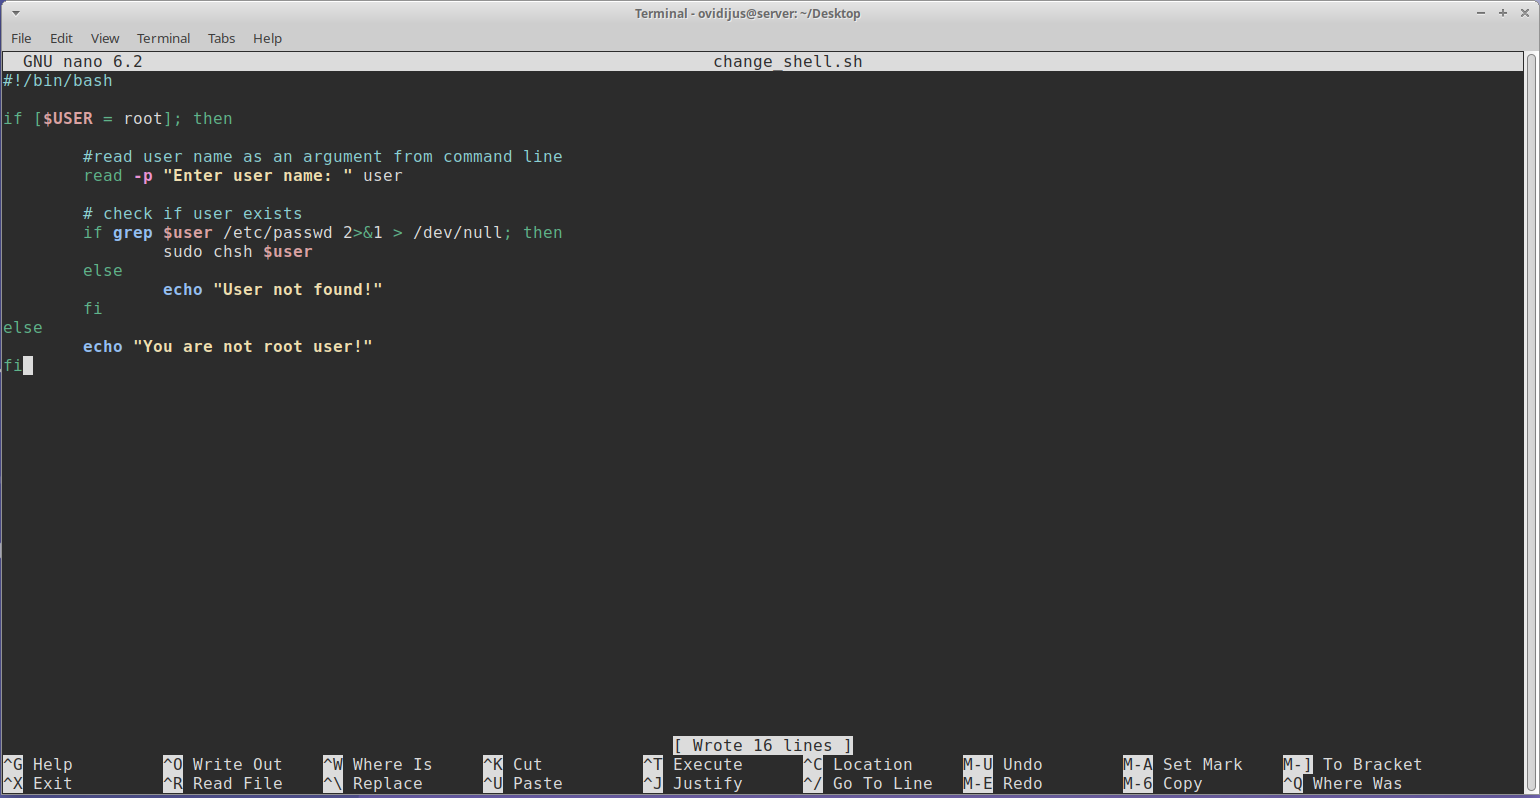 Terminal - ovidijus@server: ~/Desktop
File Edit View Terminal Tabs Help
GNU nano 6.2 change_shell.sh
#!/bin/bash
if [$USER = root]; then
#read user name as an argument from command line
read -p "Enter user name: " user
# check if user exists
if grep $user /etc/passwd 2>&1 > /dev/null; then
sudo chsh $user
else
echo "User not found!"
fi
else
echo "You are not root user!"
fi
[ Wrote 16 lines ]
^G Help ^O Write Out ^W Where Is ^K Cut ^T Execute ^C Location M-U Undo M-A Set Mark M-] To Bracket
^X Exit ^R Read File ^\ Replace ^U Paste ^J Justify ^/ Go To Line M-E Redo M-6 Copy ^Q Where Was